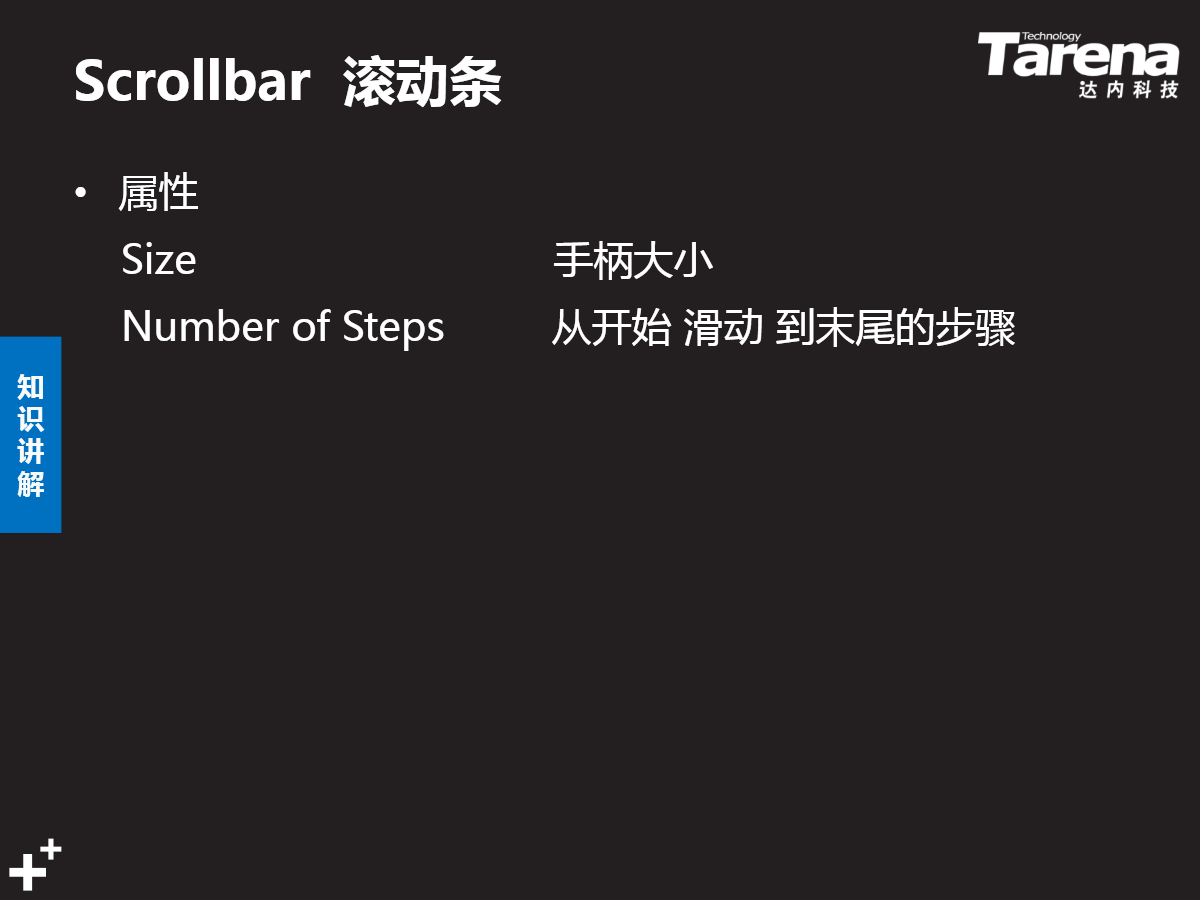 Scrollbar 滚动条
Technology
Tarena
达内科技
• 属性
Size 手柄大小
Number of Steps 从开始 滑动 到末尾的步骤
知识讲解